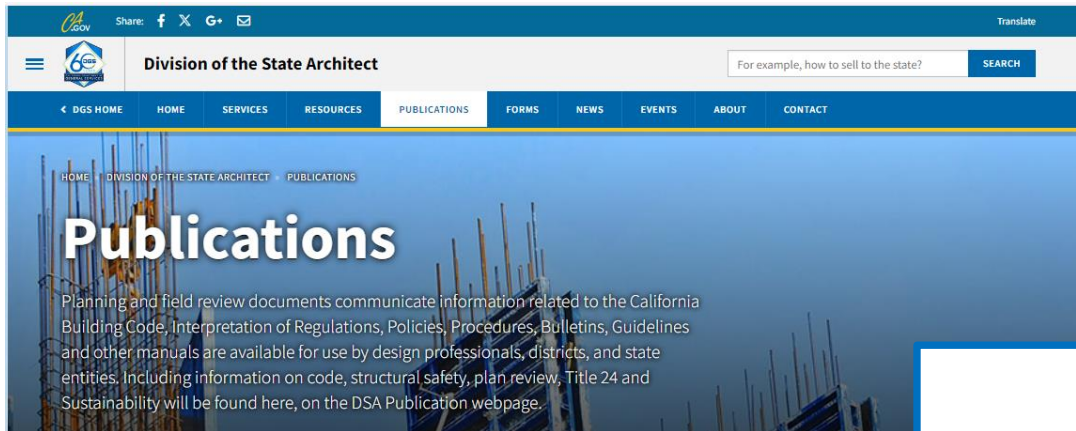 CA.GOV Share: Translate
60 DGS Division of the State Architect For example, how to sell to the state? SEARCH
DGS HOME HOME SERVICES RESOURCES PUBLICATIONS FORMS NEWS EVENTS ABOUT CONTACT
HOME DIVISION OF THE STATE ARCHITECT PUBLICATIONS
Publications
Planning and field review documents communicate information related to the California
Building Code, Interpretation of Regulations, Policies, Procedures, Bulletins, Guidelines
and other manuals are available for use by design professionals, districts, and state
entities. Including information on code, structural safety, plan review, Title 24 and
Sustainability will be found here, on the DSA Publication webpage.